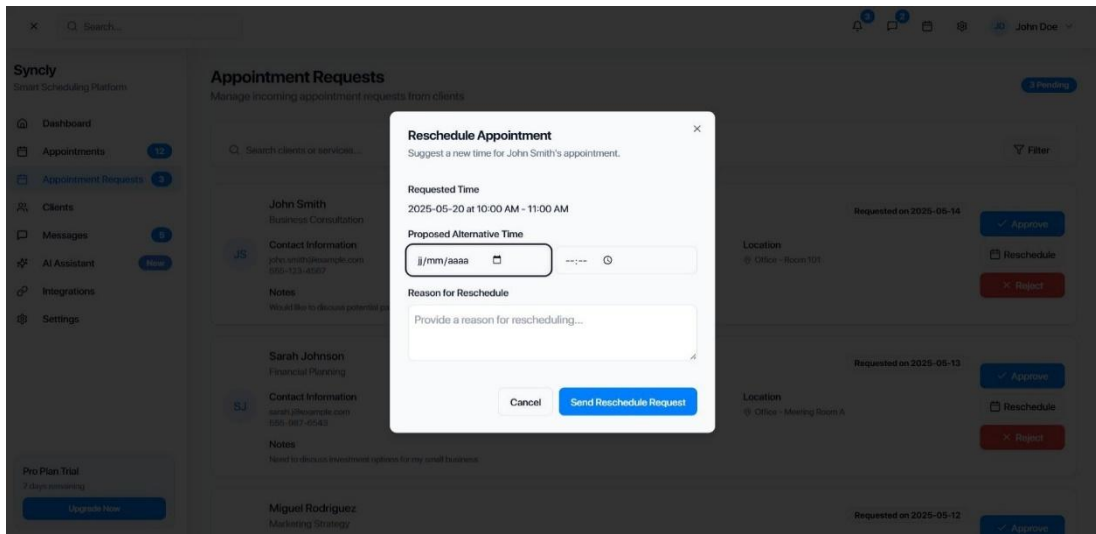 Search...
3
2
JD
John Doe
Syncly
Smart Scheduling Platform
Dashboard
Appointments 12
Appointment Requests 3
Clients
Messages 5
AI Assistant New
Integrations
Settings
Pro Plan Trial
7 days remaining
Upgrade Now
Appointment Requests
Manage incoming appointment requests from clients
3 Pending
Search clients or services...
Filter
JS
John Smith
Business Consultation
Contact Information
john.smith@example.com
555-123-4567
Notes
Would like to discuss potential
Requested on 2025-05-14
Location
Office - Room 101
Approve
Reschedule
Reject
Reschedule Appointment
Suggest a new time for John Smith's appointment.
Requested Time
2025-05-20 at 10:00 AM - 11:00 AM
Proposed Alternative Time
jj/mm/aaaa
--:--
Reason for Reschedule
Provide a reason for rescheduling...
Cancel
Send Reschedule Request
SJ
Sarah Johnson
Financial Planning
Contact Information
sarah.j@example.com
555-987-6543
Notes
Need to discuss investment options for my small business
Requested on 2025-05-13
Location
Office - Meeting Room A
Approve
Reschedule
Reject
Miguel Rodriguez
Marketing Strategy
Requested on 2025-05-12
Approve